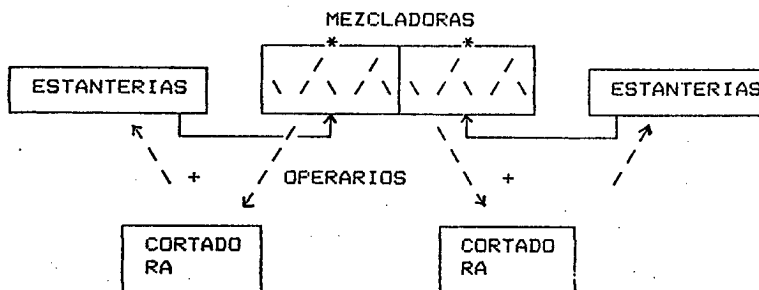 MEZCLADORAS
* *
ESTANTERIAS
ESTANTERIAS
+ OPERARIOS +
CORTADO
RA
CORTADO
RA